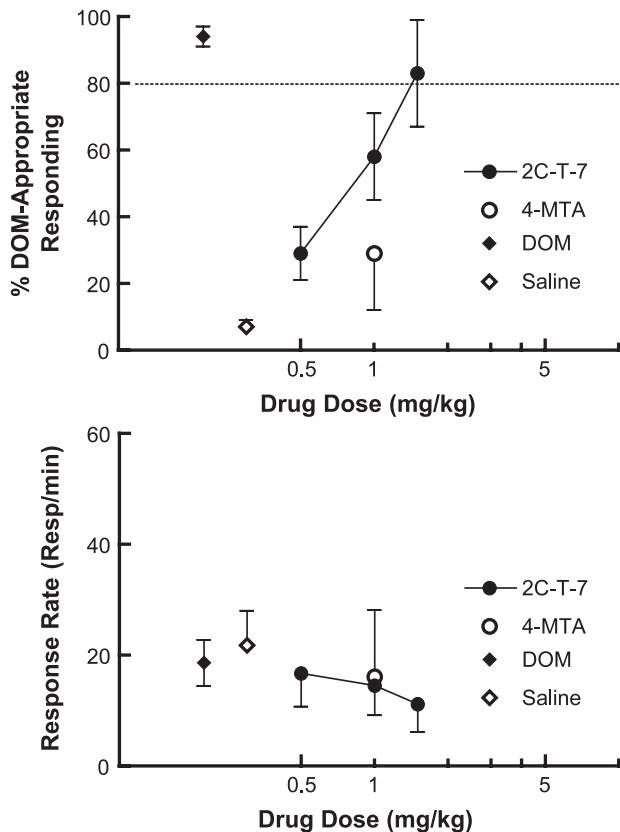 100
80
60
40
20
0
% DOM-Appropriate
Responding
2C-T-7
4-MTA
DOM
Saline
0.5 1 5
Drug Dose (mg/kg)
60
40
20
0
Response Rate (Resp/min)
2C-T-7
4-MTA
DOM
Saline
0.5 1 5
Drug Dose (mg/kg)